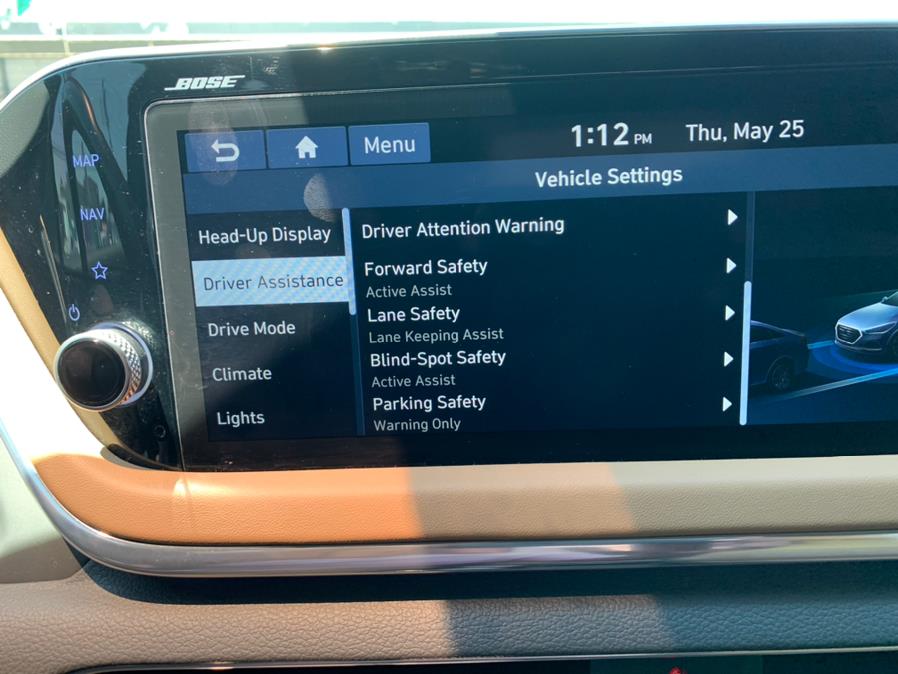 BOSE
MAP
NAV
Menu
1:12 PM
Thu, May 25
Vehicle Settings
Head-Up Display
Driver Assistance
Drive Mode
Climate
Lights
Driver Attention Warning
Forward Safety
Active Assist
Lane Safety
Lane Keeping Assist
Blind-Spot Safety
Active Assist
Parking Safety
Warning Only